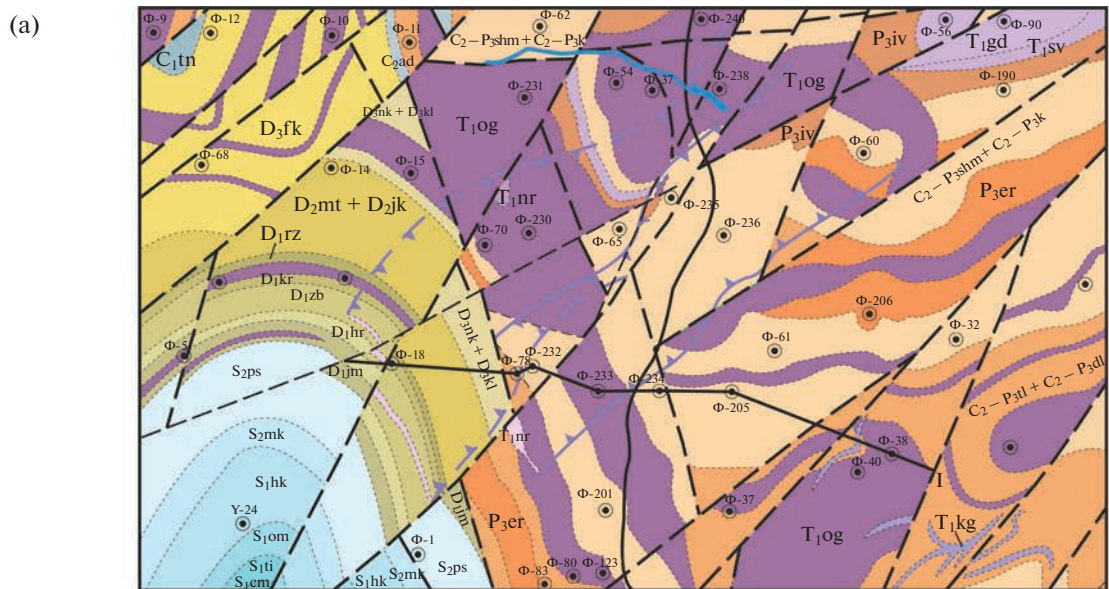 (a)
Ф-9
Ф-12
Ф-10
Ф-11
Ф-62
Ф-240
Ф-56
Ф-90
C₁tn
C₂ad
C₂ – P₃shm + C₂ – P₃k
P₃iv
T₁gd
T₁sv
Ф-231
Ф-54
Ф-37
Ф-238
Ф-190
D₃nk + D₃kl
T₁og
T₁og
D₃fk
P₃iv
Ф-60
C₂ – P₃shm + C₂ – P₃k
Ф-68
Ф-14
Ф-15
P₃er
D₂mt + D₂jk
T₁nr
Ф-235
D₁rz
Ф-70
Ф-230
Ф-65
Ф-236
D₁kr
D₁zb
Ф-206
D₁hr
D₃nk + D₃kl
Ф-61
Ф-32
Ф-5
Ф-18
Ф-78
Ф-232
S₂ps
D₁jm
Ф-233
Ф-234
Ф-205
C₂ – P₃tl + C₂ – P₃dl
S₂mk
T₁nr
Ф-38
Ф-40
I
S₁hk
D₁jm
Ф-201
Ф-37
Y-24
P₃er
T₁og
T₁kg
S₁om
Ф-1
S₁ti
S₁cm
S₁hk
S₂mk
S₂ps
Ф-83
Ф-80
Ф-123